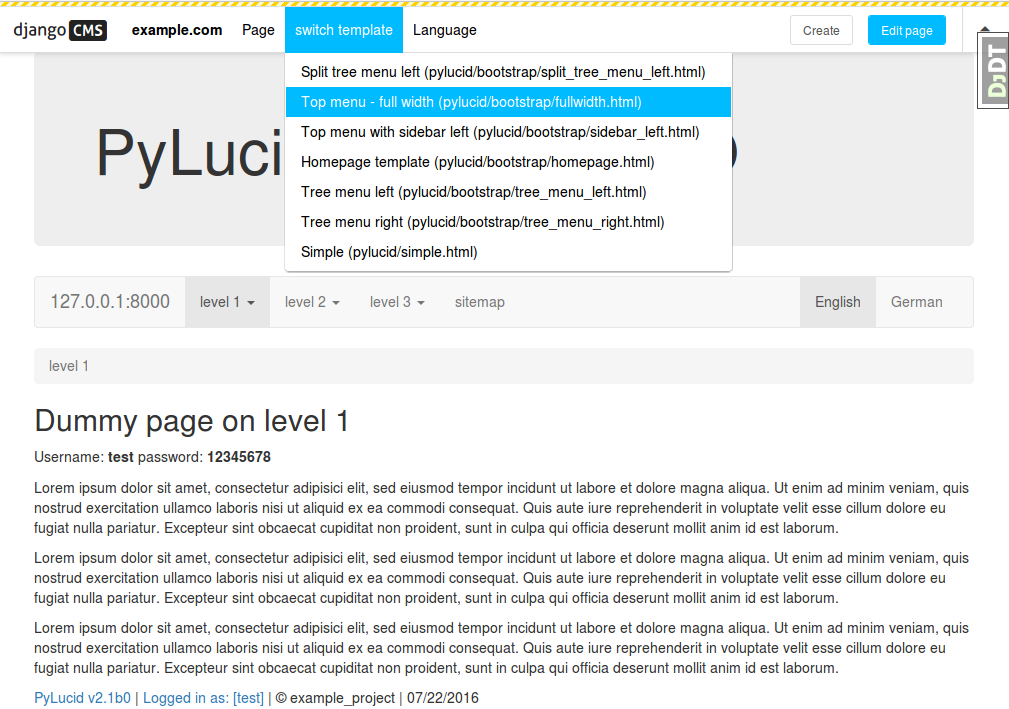 django CMS example.com Page switch template Language Create Edit page
DJDT
Split tree menu left (pylucid/bootstrap/split_tree_menu_left.html)
Top menu - full width (pylucid/bootstrap/fullwidth.html)
Top menu with sidebar left (pylucid/bootstrap/sidebar_left.html)
Homepage template (pylucid/bootstrap/homepage.html)
Tree menu left (pylucid/bootstrap/tree_menu_left.html)
Tree menu right (pylucid/bootstrap/tree_menu_right.html)
Simple (pylucid/simple.html)
PyLuci
127.0.0.1:8000 level 1 level 2 level 3 sitemap English German
level 1
Dummy page on level 1
Username: test password: 12345678
Lorem ipsum dolor sit amet, consectetur adipisici elit, sed eiusmod tempor incidunt ut labore et dolore magna aliqua. Ut enim ad minim veniam, quis
nostrud exercitation ullamco laboris nisi ut aliquid ex ea commodi consequat. Quis aute iure reprehenderit in voluptate velit esse cillum dolore eu
fugiat nulla pariatur. Excepteur sint obcaecat cupiditat non proident, sunt in culpa qui officia deserunt mollit anim id est laborum.
Lorem ipsum dolor sit amet, consectetur adipisici elit, sed eiusmod tempor incidunt ut labore et dolore magna aliqua. Ut enim ad minim veniam, quis
nostrud exercitation ullamco laboris nisi ut aliquid ex ea commodi consequat. Quis aute iure reprehenderit in voluptate velit esse cillum dolore eu
fugiat nulla pariatur. Excepteur sint obcaecat cupiditat non proident, sunt in culpa qui officia deserunt mollit anim id est laborum.
Lorem ipsum dolor sit amet, consectetur adipisici elit, sed eiusmod tempor incidunt ut labore et dolore magna aliqua. Ut enim ad minim veniam, quis
nostrud exercitation ullamco laboris nisi ut aliquid ex ea commodi consequat. Quis aute iure reprehenderit in voluptate velit esse cillum dolore eu
fugiat nulla pariatur. Excepteur sint obcaecat cupiditat non proident, sunt in culpa qui officia deserunt mollit anim id est laborum.
PyLucid v2.1b0 | Logged in as: [test] | © example_project | 07/22/2016